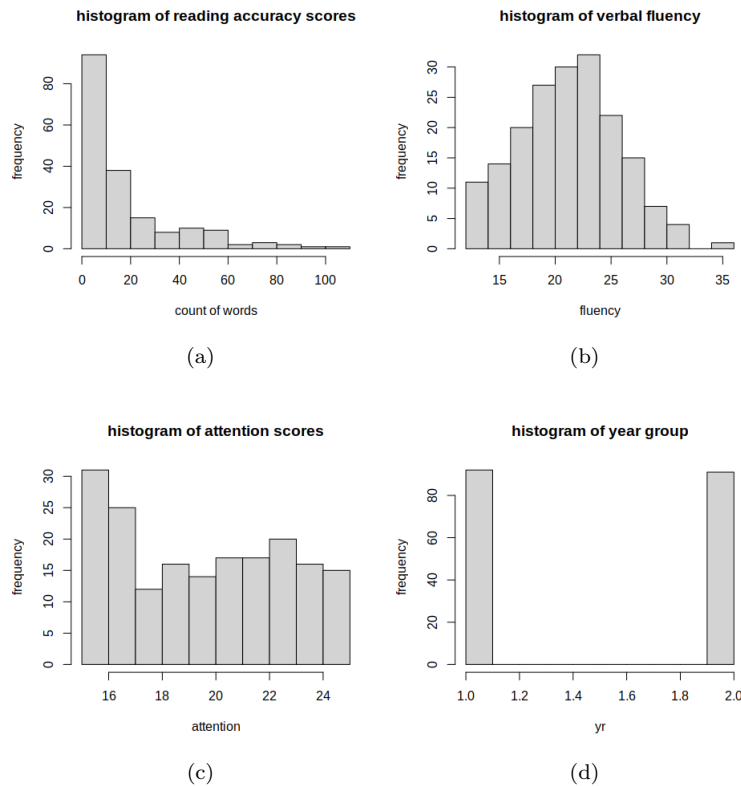 histogram of reading accuracy scores
frequency
0 20 40 60 80
0 20 40 60 80 100
count of words
(a)
histogram of verbal fluency
frequency
0 5 10 15 20 25 30
15 20 25 30 35
fluency
(b)
histogram of attention scores
frequency
0 5 10 15 20 25 30
16 18 20 22 24
attention
(c)
histogram of year group
frequency
0 20 40 60 80
1.0 1.2 1.4 1.6 1.8 2.0
yr
(d)